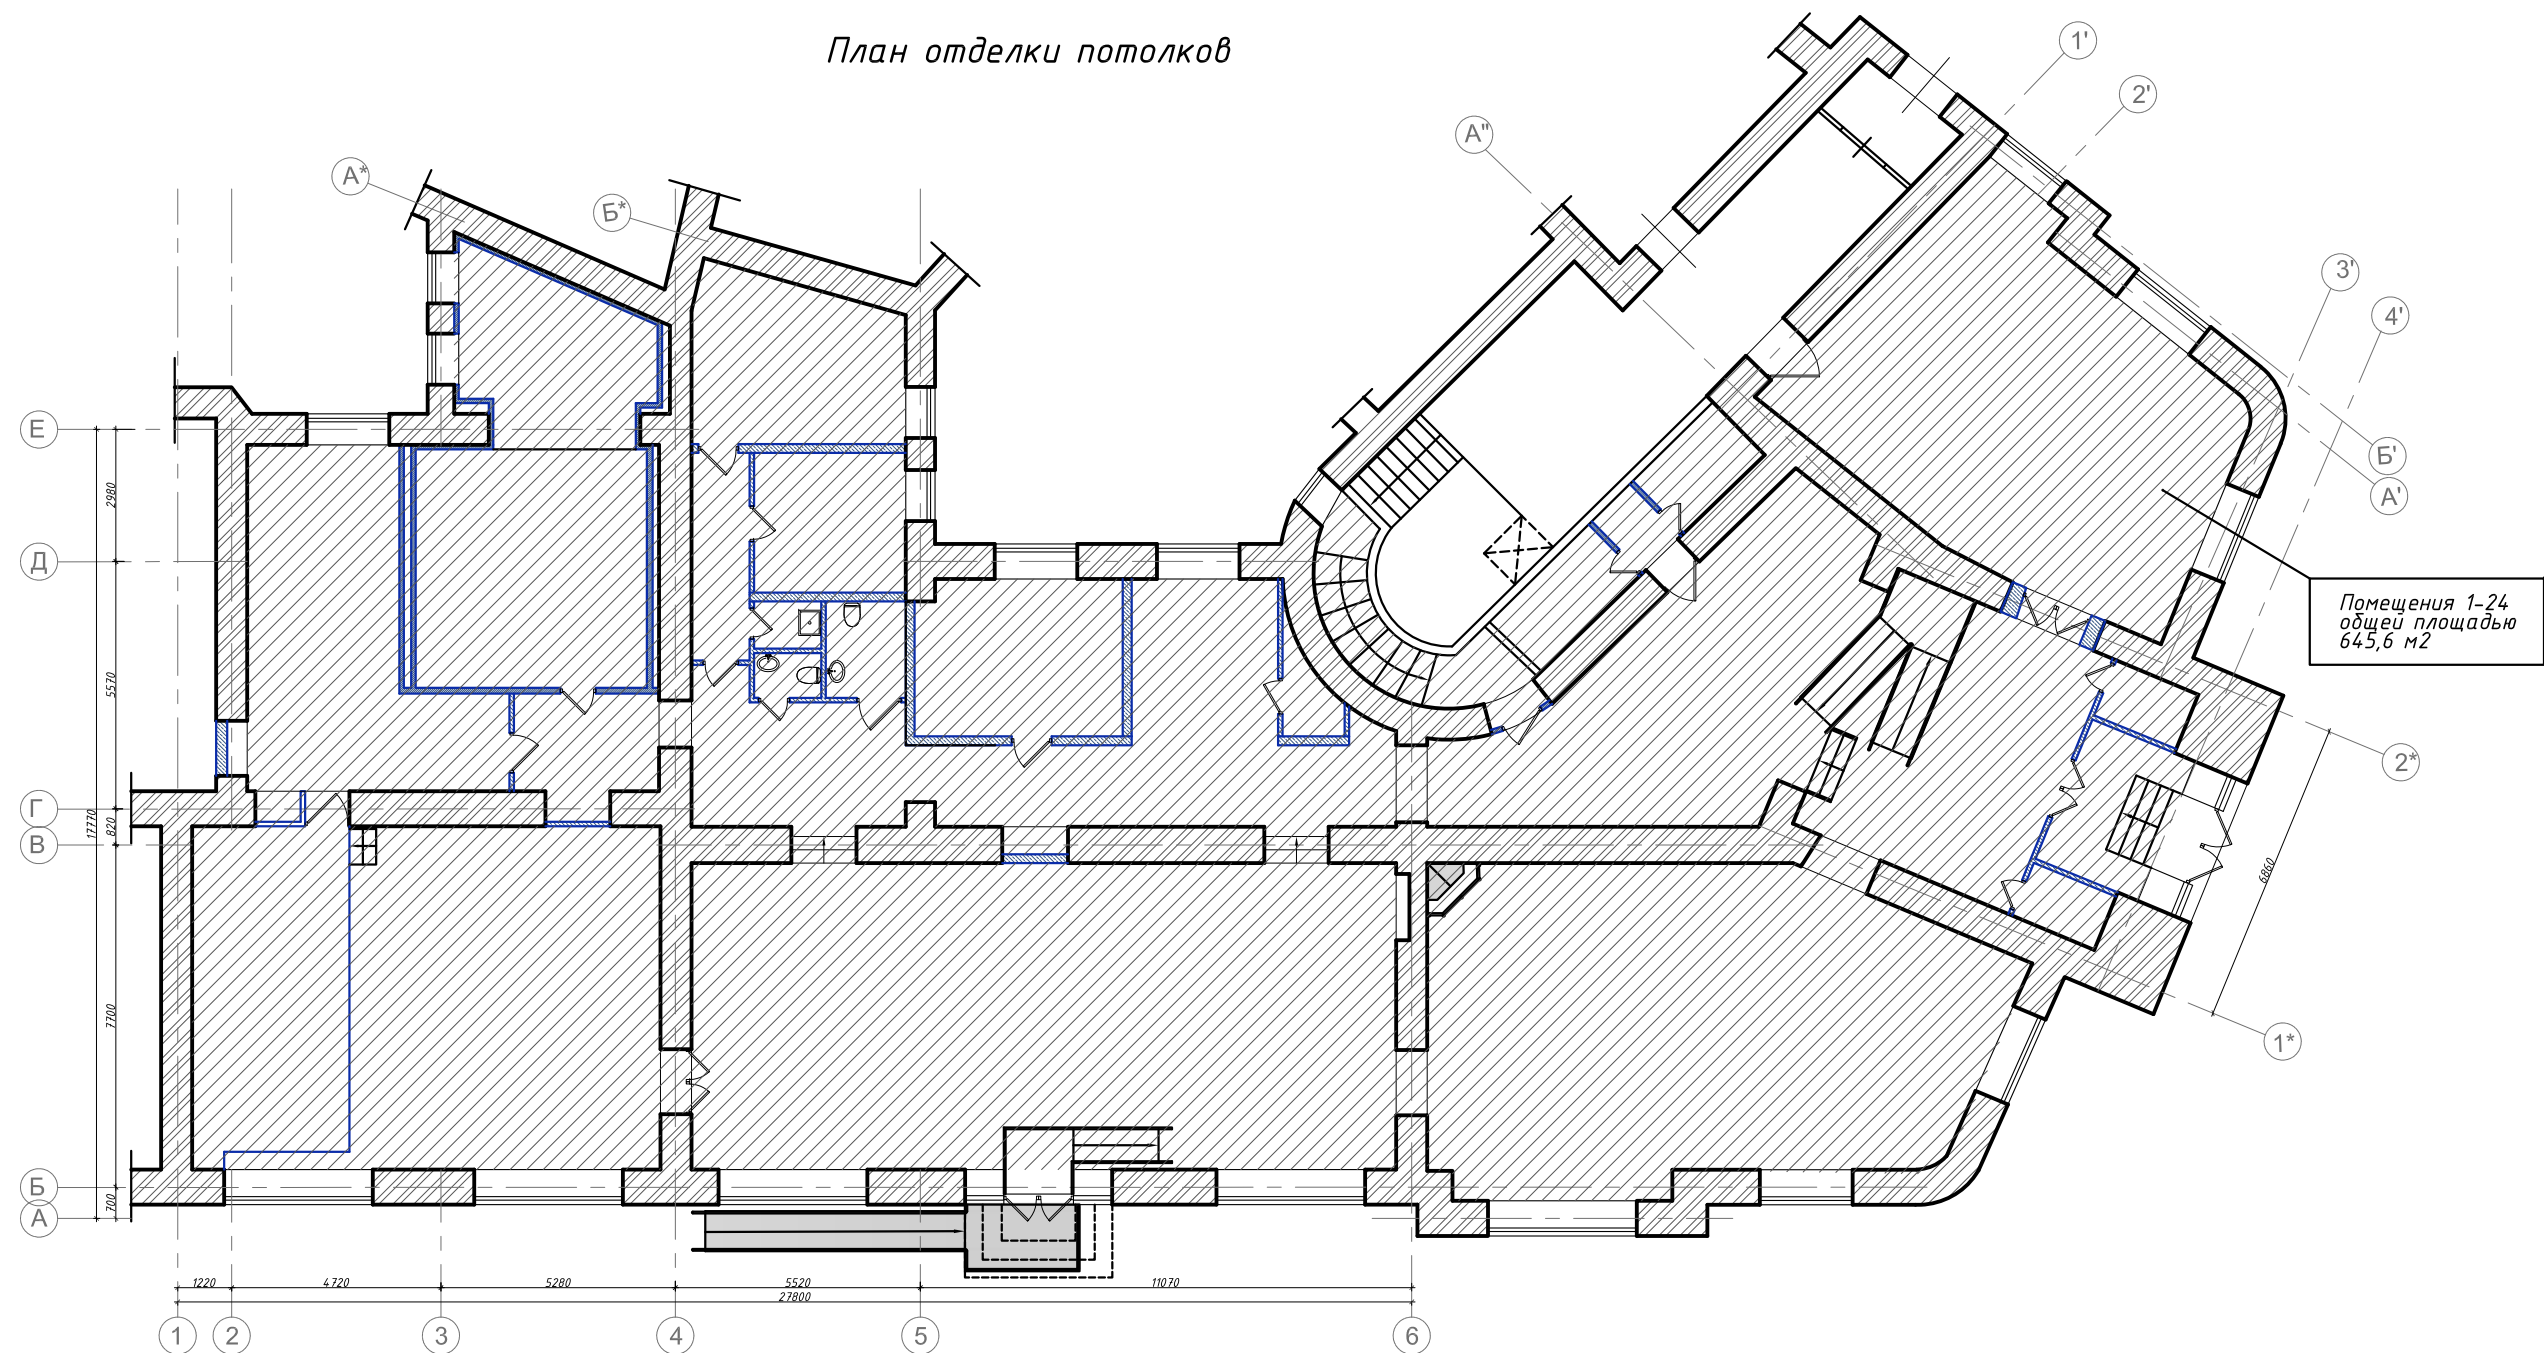 План отделки потолков
1'
2'
А"
А*
Б*
3'
4'
Е
Б'
А'
2980
Д
Помещения 1-24
общей площадью
645,6 м2
5570
2*
Г
17770
820
В
6860
7700
1*
Б
700
А
1220
4720
5280
5520
11070
27800
1
2
3
4
5
6